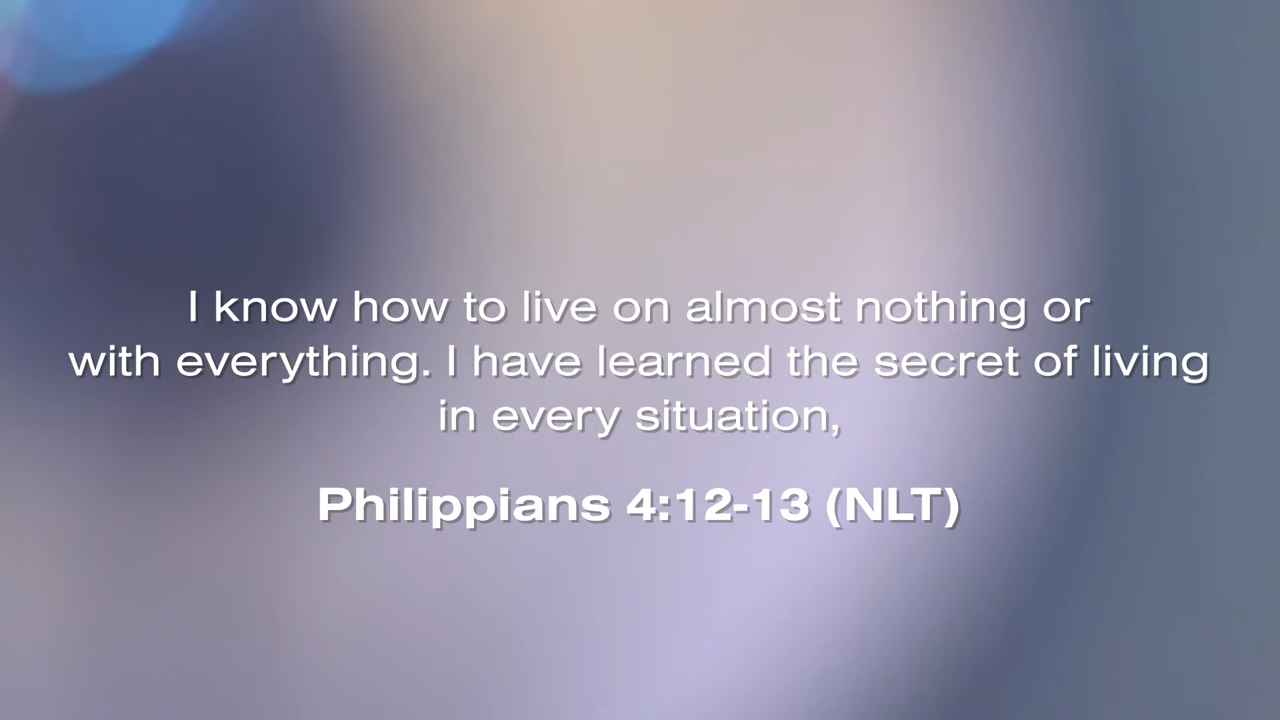 I know how to live on almost nothing or
with everything. I have learned the secret of living
in every situation,
Philippians 4:12-13 (NLT)